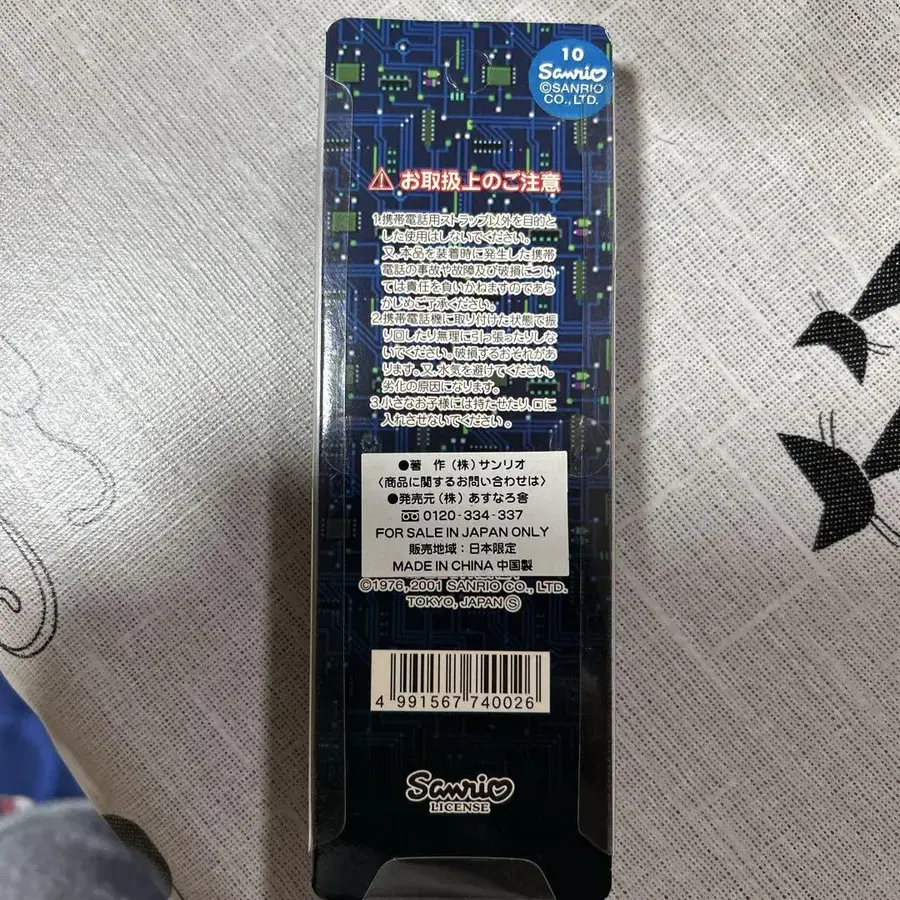 10
Sanrio
©SANRIO
CO.,LTD.
⚠ お取扱上のご注意
1.携帯電話用ストラップ以外を目的と
した使用はしないでください。
又、本品を装着時に発生した携帯
電話の事故や故障及び破損につい
ては責任を負いかねますのであら
かじめご了承ください。
2.携帯電話機に取り付けた状態で振
り回したり無理に引っ張ったりしな
いでください。破損するおそれがあ
ります。又、水気を避けてください。
劣化の原因になります。
3.小さなお子様には持たせたり、口に
入れさせないでください。
●著 作(株)サンリオ
〈商品に関するお問い合わせは〉
●発売元(株)あすなろ舎
0120-334-337
FOR SALE IN JAPAN ONLY
販売地域:日本限定
MADE IN CHINA 中国製
©1976,2001 SANRIO CO., LTD.
TOKYO, JAPAN Ⓢ
4 991567 740026
Sanrio
LICENSE